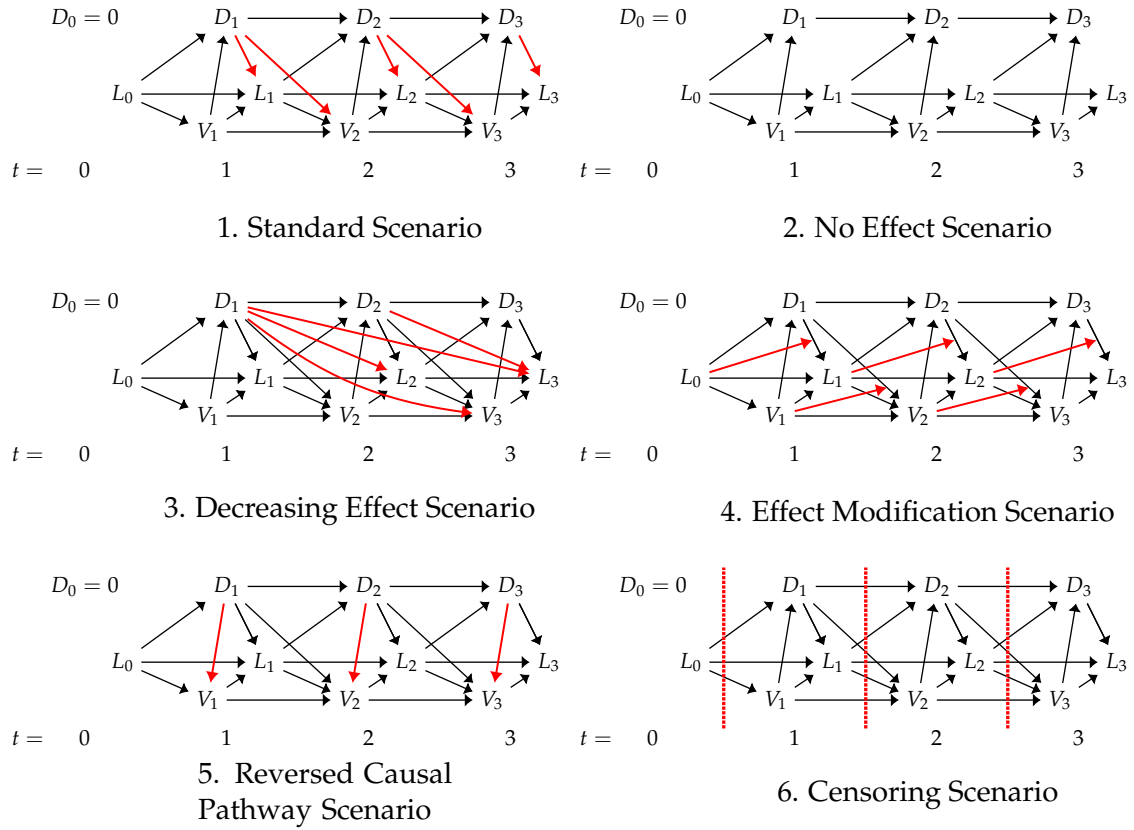 D₀ = 0 D₁ D₂ D₃
L₀ L₁ L₂ L₃
V₁ V₂ V₃
t = 0 1 2 3
1. Standard Scenario
D₀ = 0 D₁ D₂ D₃
L₀ L₁ L₂ L₃
V₁ V₂ V₃
t = 0 1 2 3
2. No Effect Scenario
D₀ = 0 D₁ D₂ D₃
L₀ L₁ L₂ L₃
V₁ V₂ V₃
t = 0 1 2 3
3. Decreasing Effect Scenario
D₀ = 0 D₁ D₂ D₃
L₀ L₁ L₂ L₃
V₁ V₂ V₃
t = 0 1 2 3
4. Effect Modification Scenario
D₀ = 0 D₁ D₂ D₃
L₀ L₁ L₂ L₃
V₁ V₂ V₃
t = 0 1 2 3
5. Reversed Causal
Pathway Scenario
D₀ = 0 D₁ D₂ D₃
L₀ L₁ L₂ L₃
V₁ V₂ V₃
t = 0 1 2 3
6. Censoring Scenario